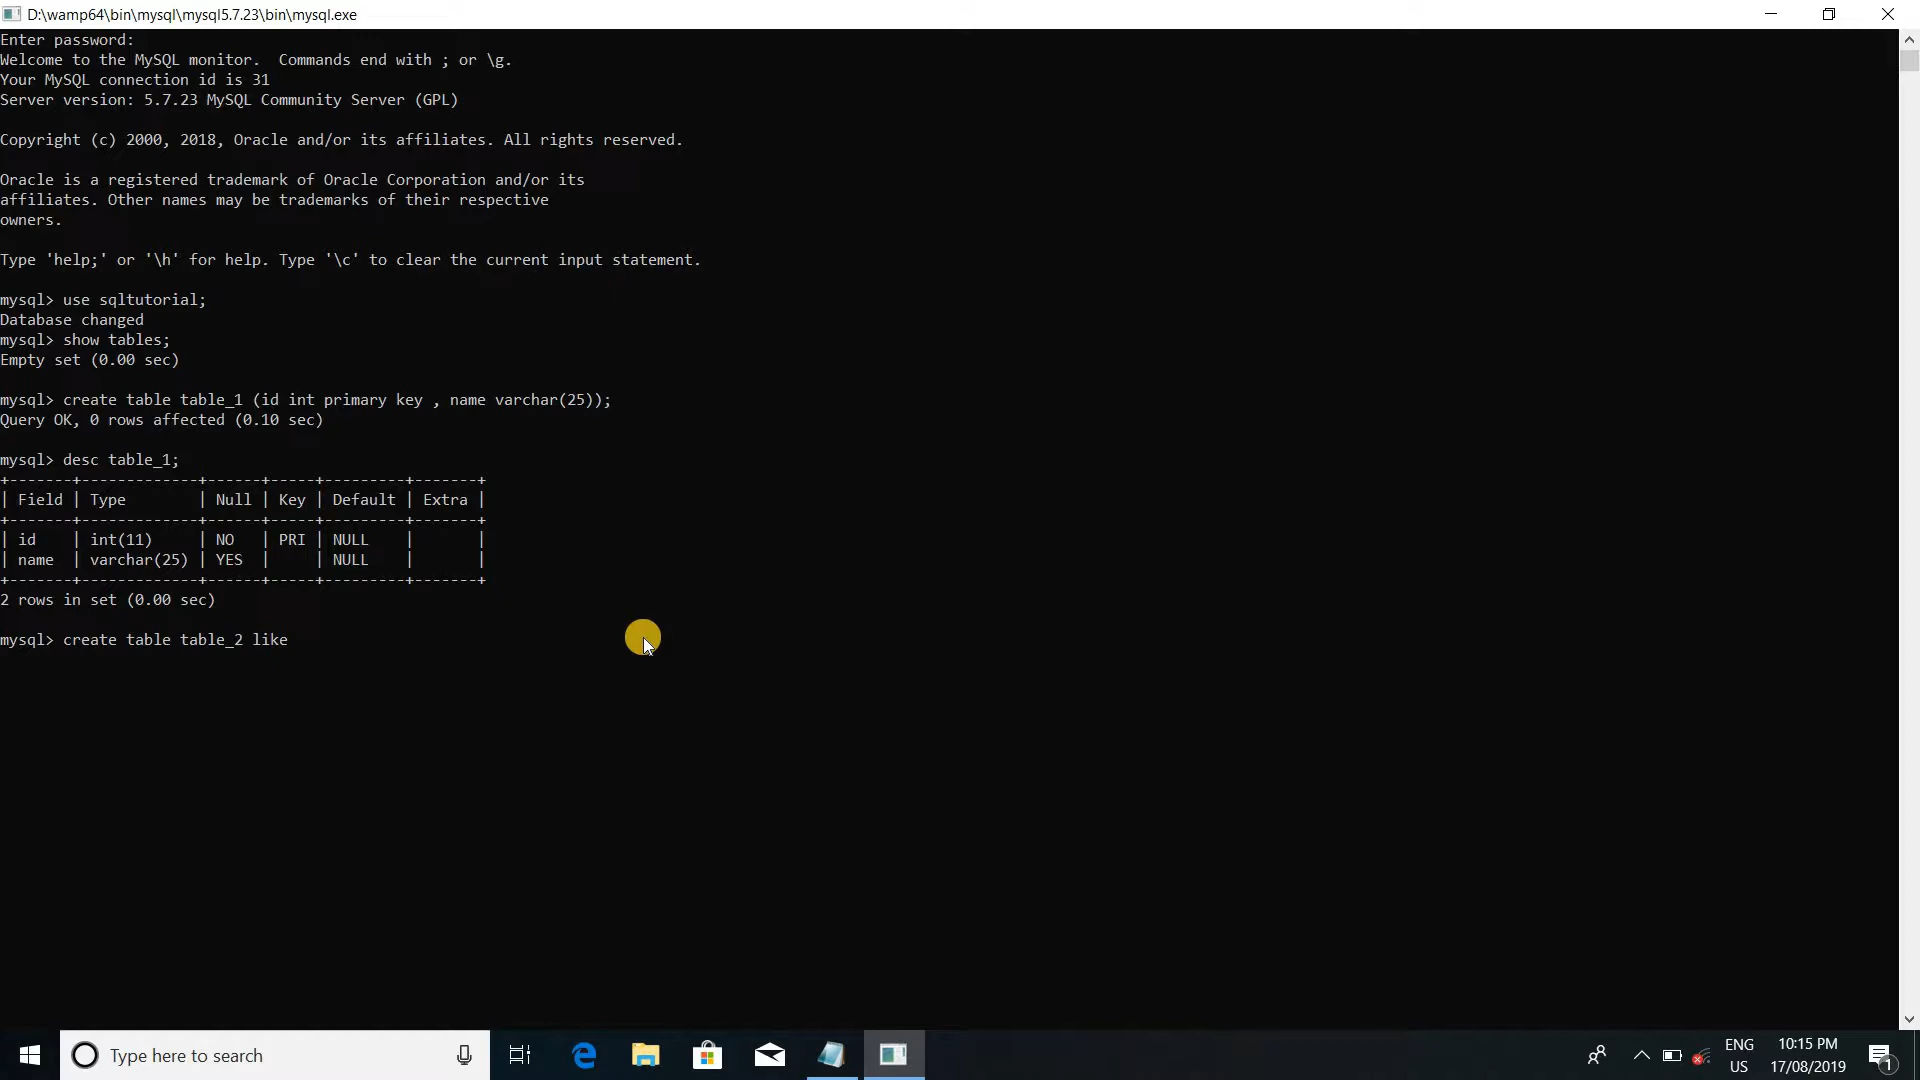 D:\wamp64\bin\mysql\mysql5.7.23\bin\mysql.exe
Enter password:
Welcome to the MySQL monitor.  Commands end with ; or \g.
Your MySQL connection id is 31
Server version: 5.7.23 MySQL Community Server (GPL)
Copyright (c) 2000, 2018, Oracle and/or its affiliates. All rights reserved.
Oracle is a registered trademark of Oracle Corporation and/or its
affiliates. Other names may be trademarks of their respective
owners.
Type 'help;' or '\h' for help. Type '\c' to clear the current input statement.
mysql> use sqltutorial;
Database changed
mysql> show tables;
Empty set (0.00 sec)
mysql> create table table_1 (id int primary key , name varchar(25));
Query OK, 0 rows affected (0.10 sec)
mysql> desc table_1;
+-------+-------------+------+-----+---------+-------+
| Field | Type        | Null | Key | Default | Extra |
+-------+-------------+------+-----+---------+-------+
| id    | int(11)     | NO   | PRI | NULL    |       |
| name  | varchar(25) | YES  |     | NULL    |       |
+-------+-------------+------+-----+---------+-------+
2 rows in set (0.00 sec)
mysql> create table table_2 like
Type here to search
ENG
US
10:15 PM
17/08/2019
1